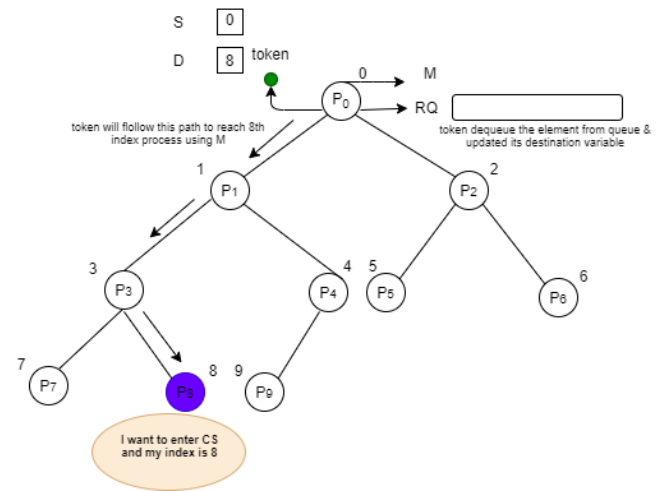 S
0
D
8
token
0
M
P0
RQ
token will flollow this path to reach 8th
index process using M
token dequeue the element from queue &
updated its destination variable
1
P1
2
P2
3
P3
4
P4
5
P5
6
P6
7
P7
8
P8
9
P9
I want to enter CS
and my index is 8